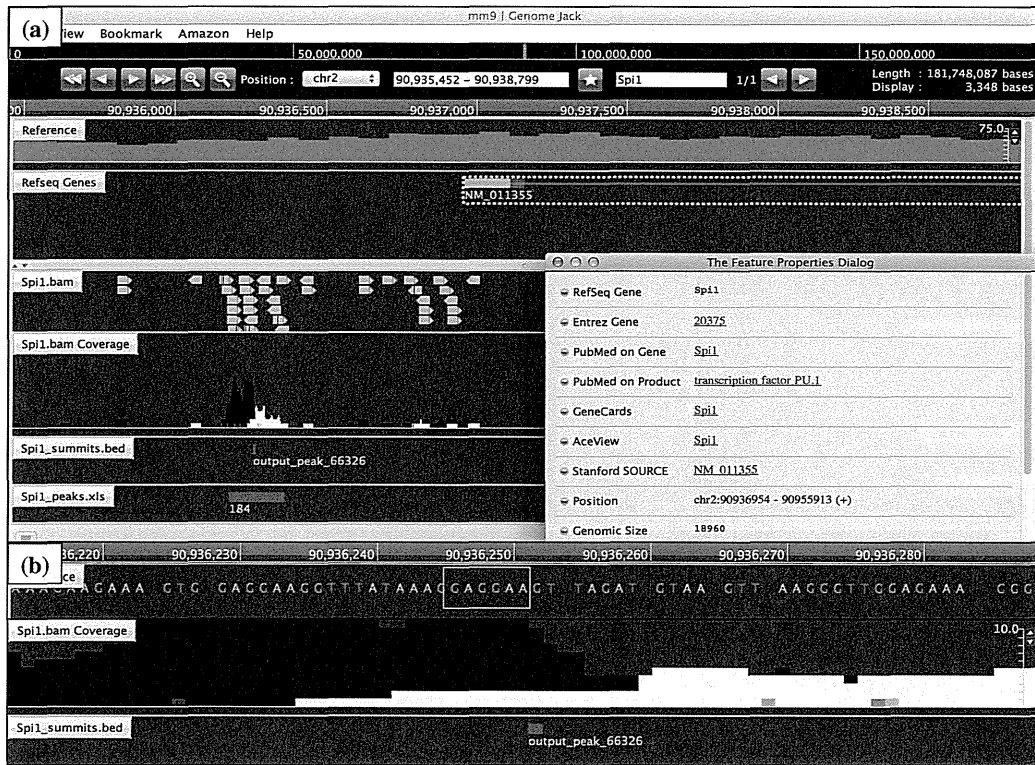 mm9 | Genome Jack
(a)
iew Bookmark Amazon Help
0 50,000,000 100,000,000 150,000,000
Position : chr2 90,935,452 - 90,938,799 Spi1 1/1 Length : 181,748,087 bases
Display : 3,348 bases
00 90,936,000 90,936,500 90,937,000 90,937,500 90,938,000 90,938,500
Reference 75.0
Refseq Genes
NM_011355
Spi1.bam
The Feature Properties Dialog
RefSeq Gene Spi1
Entrez Gene 20375
Spi1.bam Coverage
PubMed on Gene Spi1
PubMed on Product transcription factor PU.1
GeneCards Spi1
AceView Spi1
Spi1_summits.bed
output_peak_66326
Stanford SOURCE NM_011355
Spi1_peaks.xls
184
Position chr2:90936954 - 90955913 (+)
Genomic Size 18960
(b)
36,220 90,936,230 90,936,240 90,936,250 90,936,260 90,936,270 90,936,280
ce
AGAAA GTG GAGGAAGGTTTATAAAGGAGGAAGT TAGAT GTAA GTT AAGCGTTGGAGAAA CGG
Spi1.bam Coverage 10.0
Spi1_summits.bed
output_peak_66326